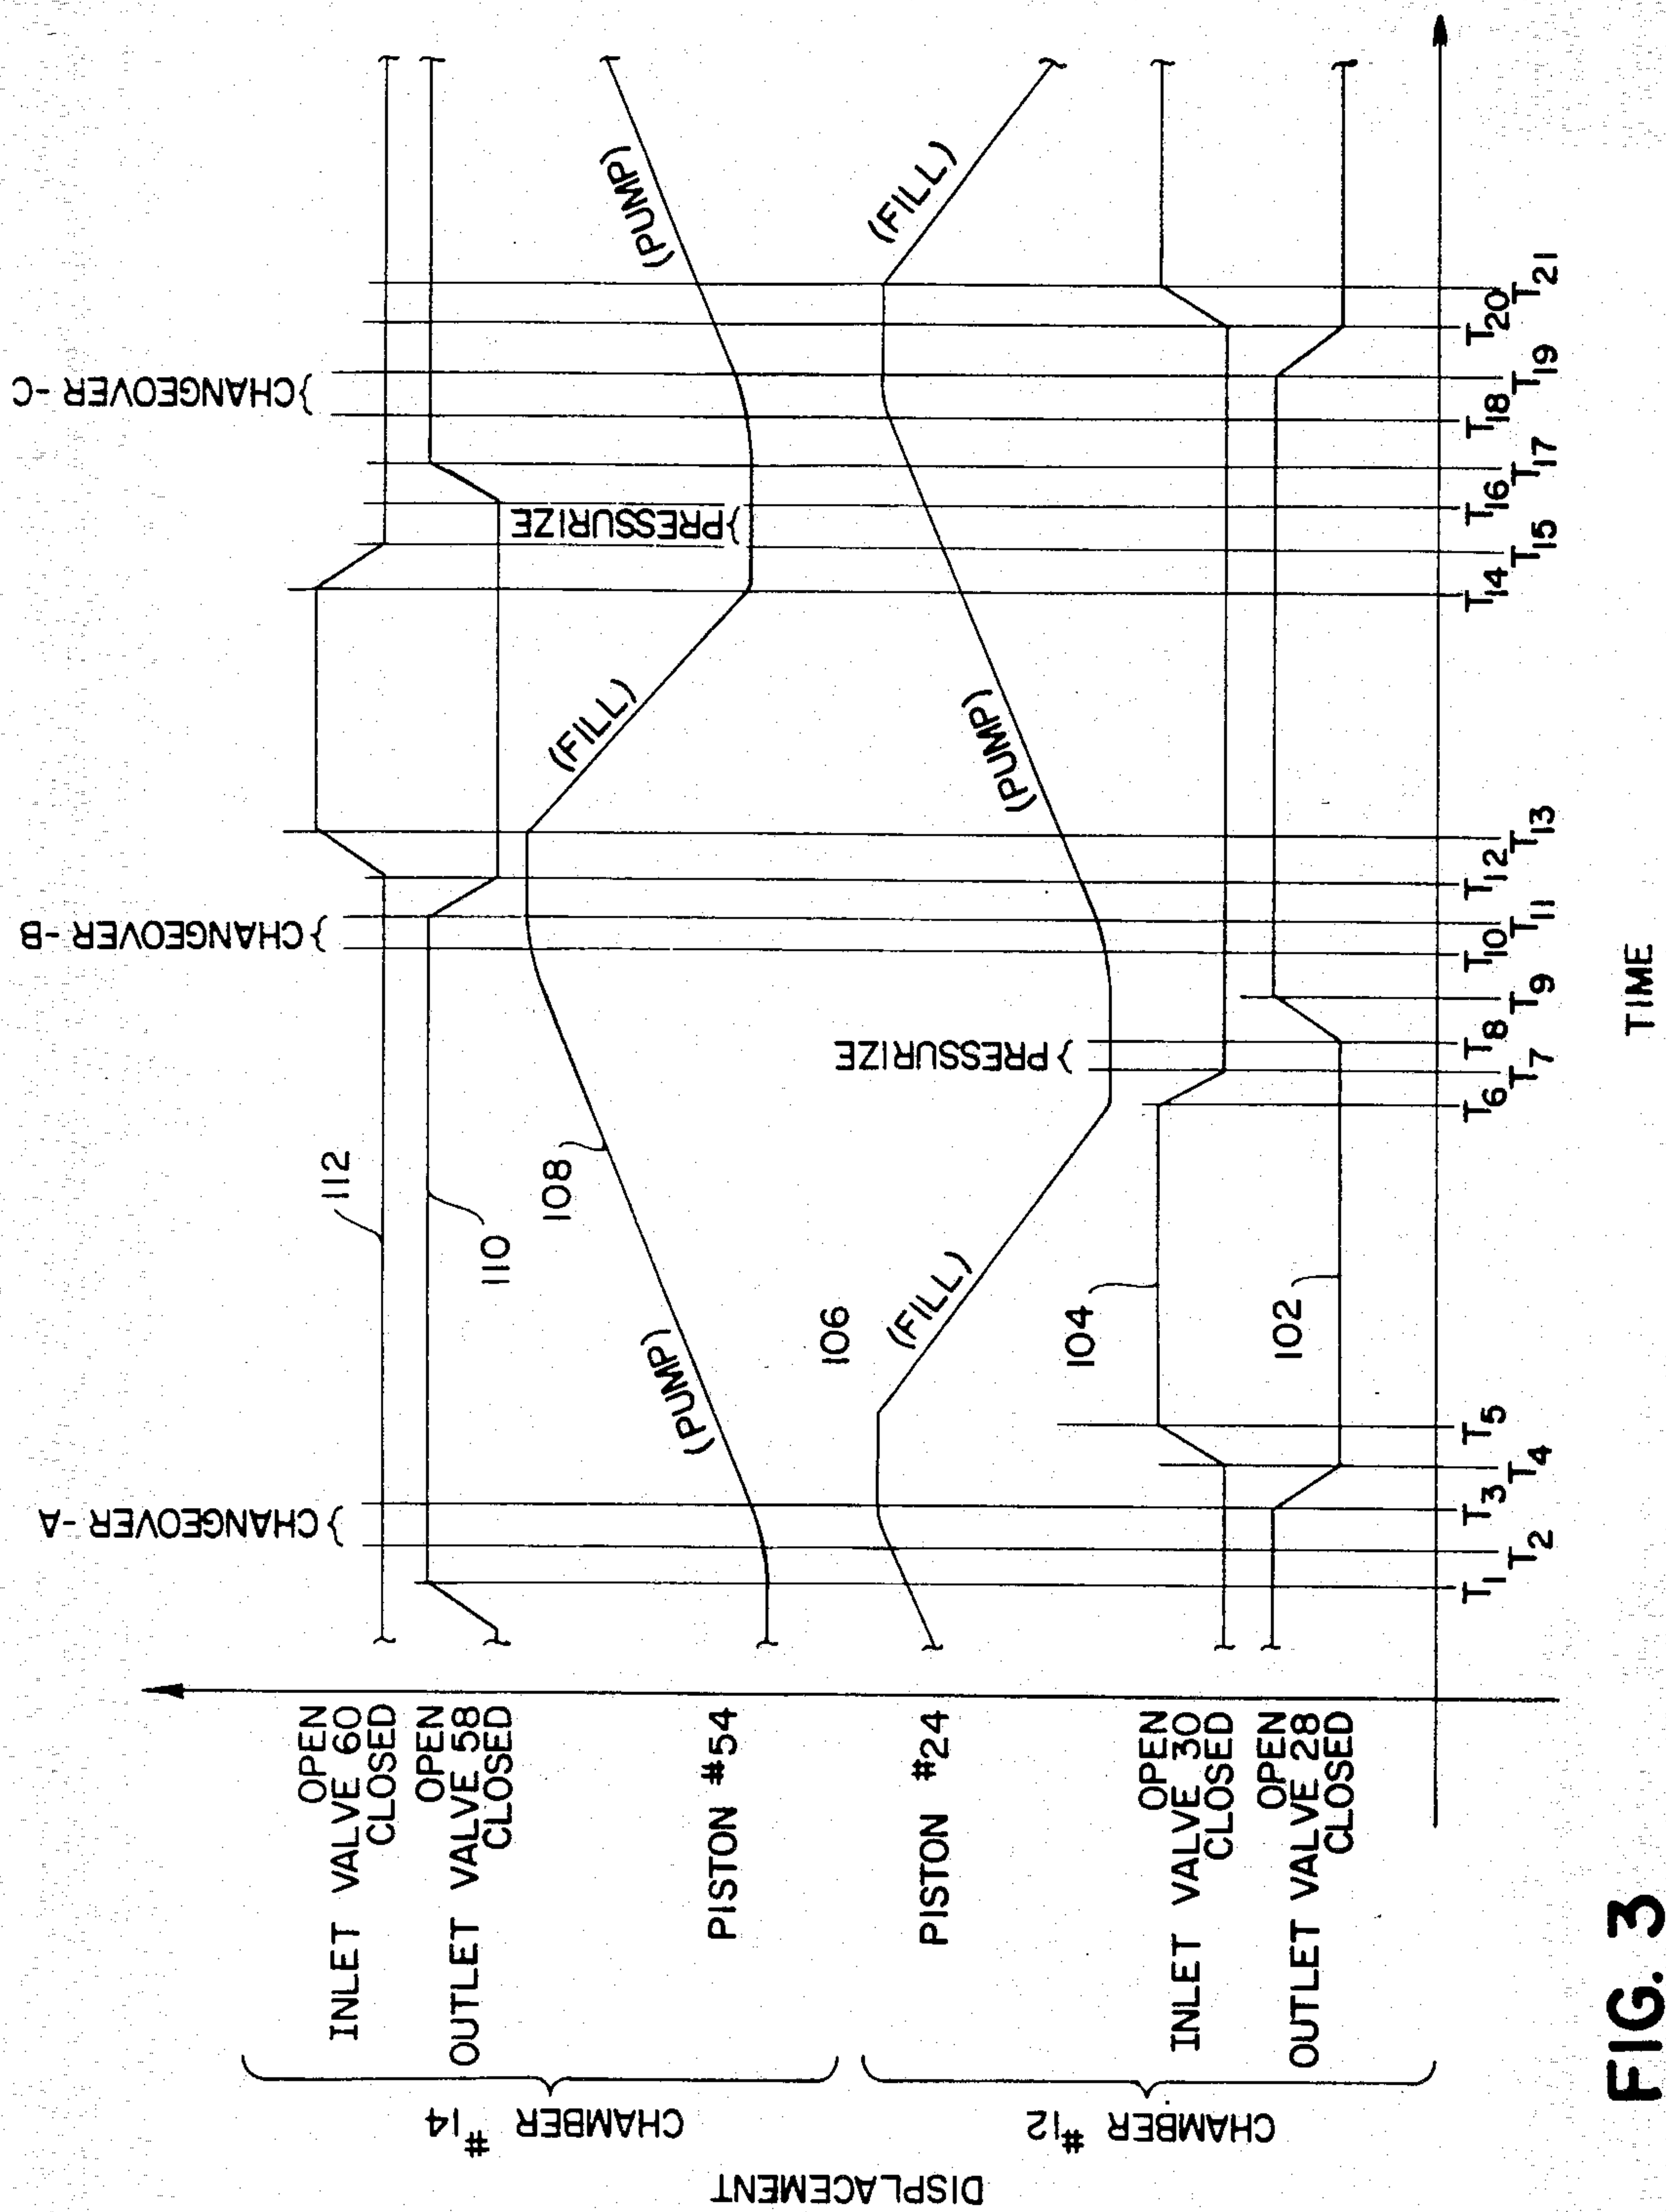 CHANGEOVER-A
CHANGEOVER-B
CHANGEOVER-C
OPEN
INLET VALVE 60
CLOSED
112
OPEN
OUTLET VALVE 58
CLOSED
110
108
(PUMP)
(FILL)
PRESSURIZE
(PUMP)
PISTON #54
CHAMBER #14
DISPLACEMENT
PISTON #24
106
(FILL)
PRESSURIZE
(PUMP)
(FILL)
OPEN
INLET VALVE 30
CLOSED
104
OPEN
OUTLET VALVE 28
CLOSED
102
CHAMBER #12
T1 T2 T3 T4 T5 T6 T7 T8 T9 T10 T11 T12 T13 T14 T15 T16 T17 T18 T19 T20 T21
TIME
FIG. 3